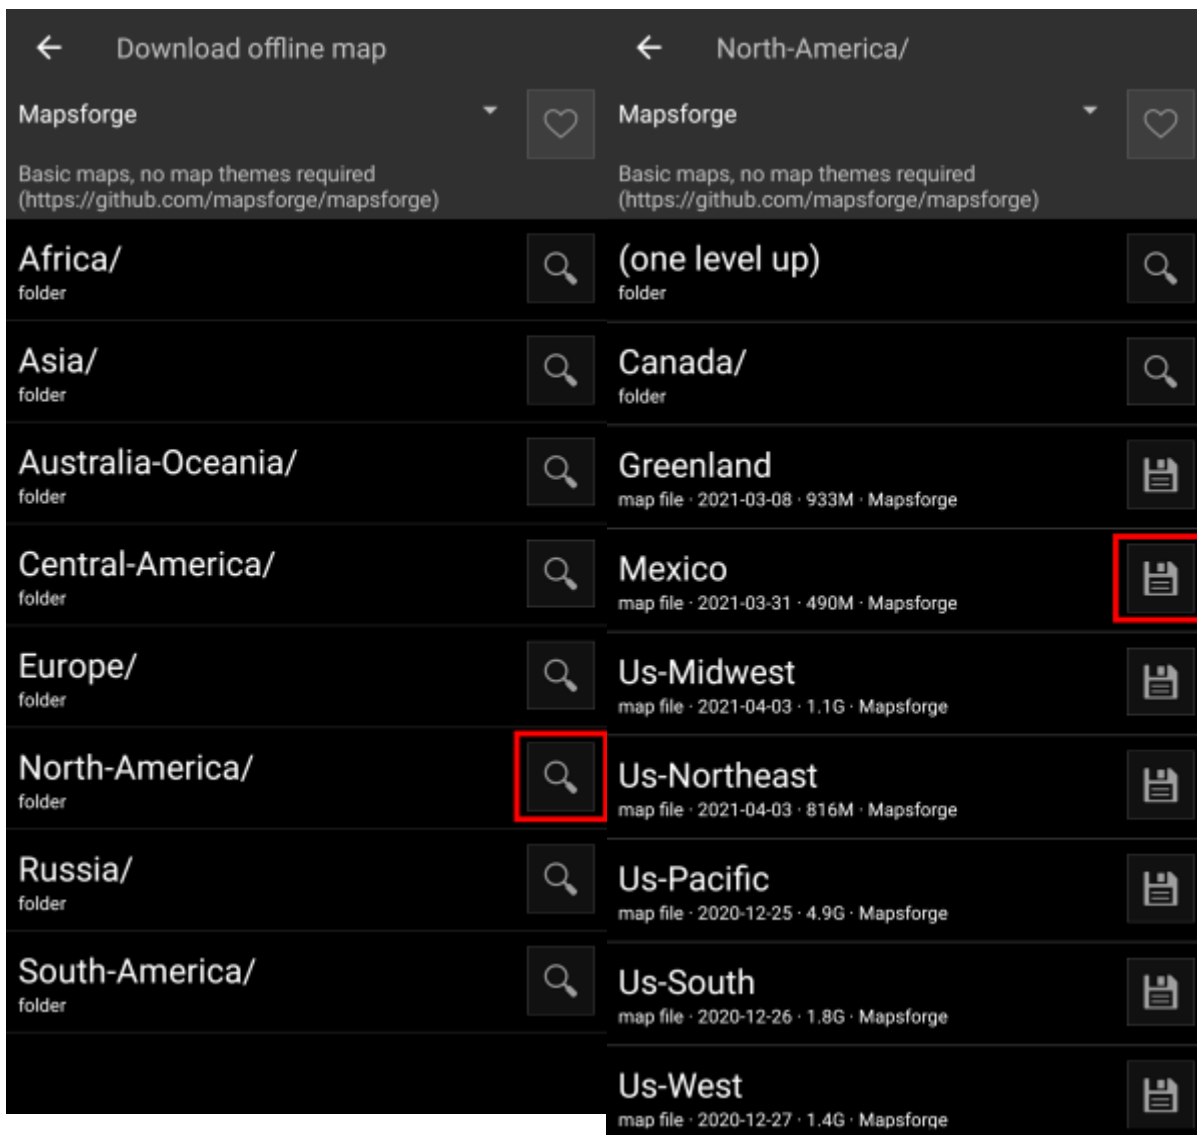 Download offline map
Mapsforge
Basic maps, no map themes required
(https://github.com/mapsforge/mapsforge)
Africa/
folder
Asia/
folder
Australia-Oceania/
folder
Central-America/
folder
Europe/
folder
North-America/
folder
Russia/
folder
South-America/
folder
North-America/
Mapsforge
Basic maps, no map themes required
(https://github.com/mapsforge/mapsforge)
(one level up)
folder
Canada/
folder
Greenland
map file · 2021-03-08 · 933M · Mapsforge
Mexico
map file · 2021-03-31 · 490M · Mapsforge
Us-Midwest
map file · 2021-04-03 · 1.1G · Mapsforge
Us-Northeast
map file · 2021-04-03 · 816M · Mapsforge
Us-Pacific
map file · 2020-12-25 · 4.9G · Mapsforge
Us-South
map file · 2020-12-26 · 1.8G · Mapsforge
Us-West
map file · 2020-12-27 · 1.4G · Mapsforge